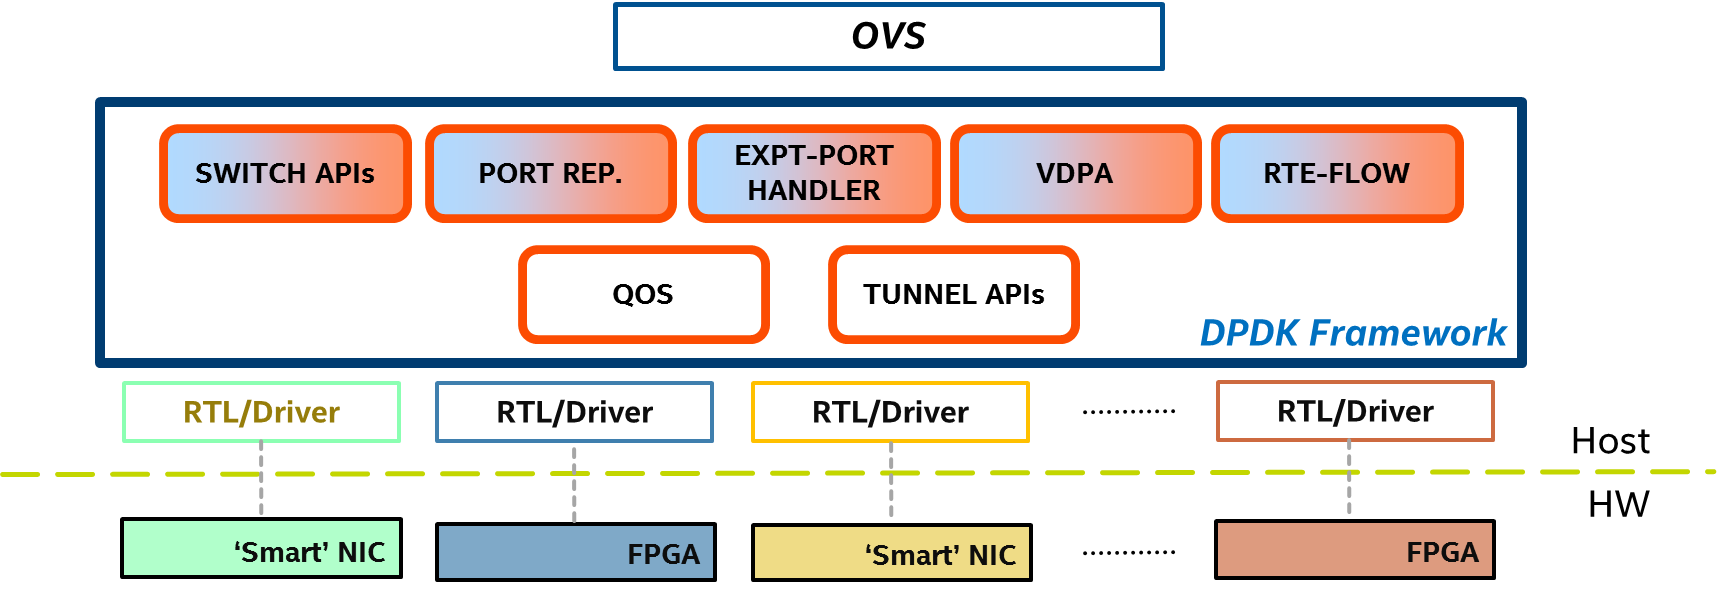 OVS
SWITCH APIs
PORT REP.
EXPT-PORT
HANDLER
VDPA
RTE-FLOW
QOS
TUNNEL APIs
DPDK Framework
RTL/Driver
RTL/Driver
RTL/Driver
............
RTL/Driver
Host
HW
‘Smart’ NIC
FPGA
‘Smart’ NIC
............
FPGA